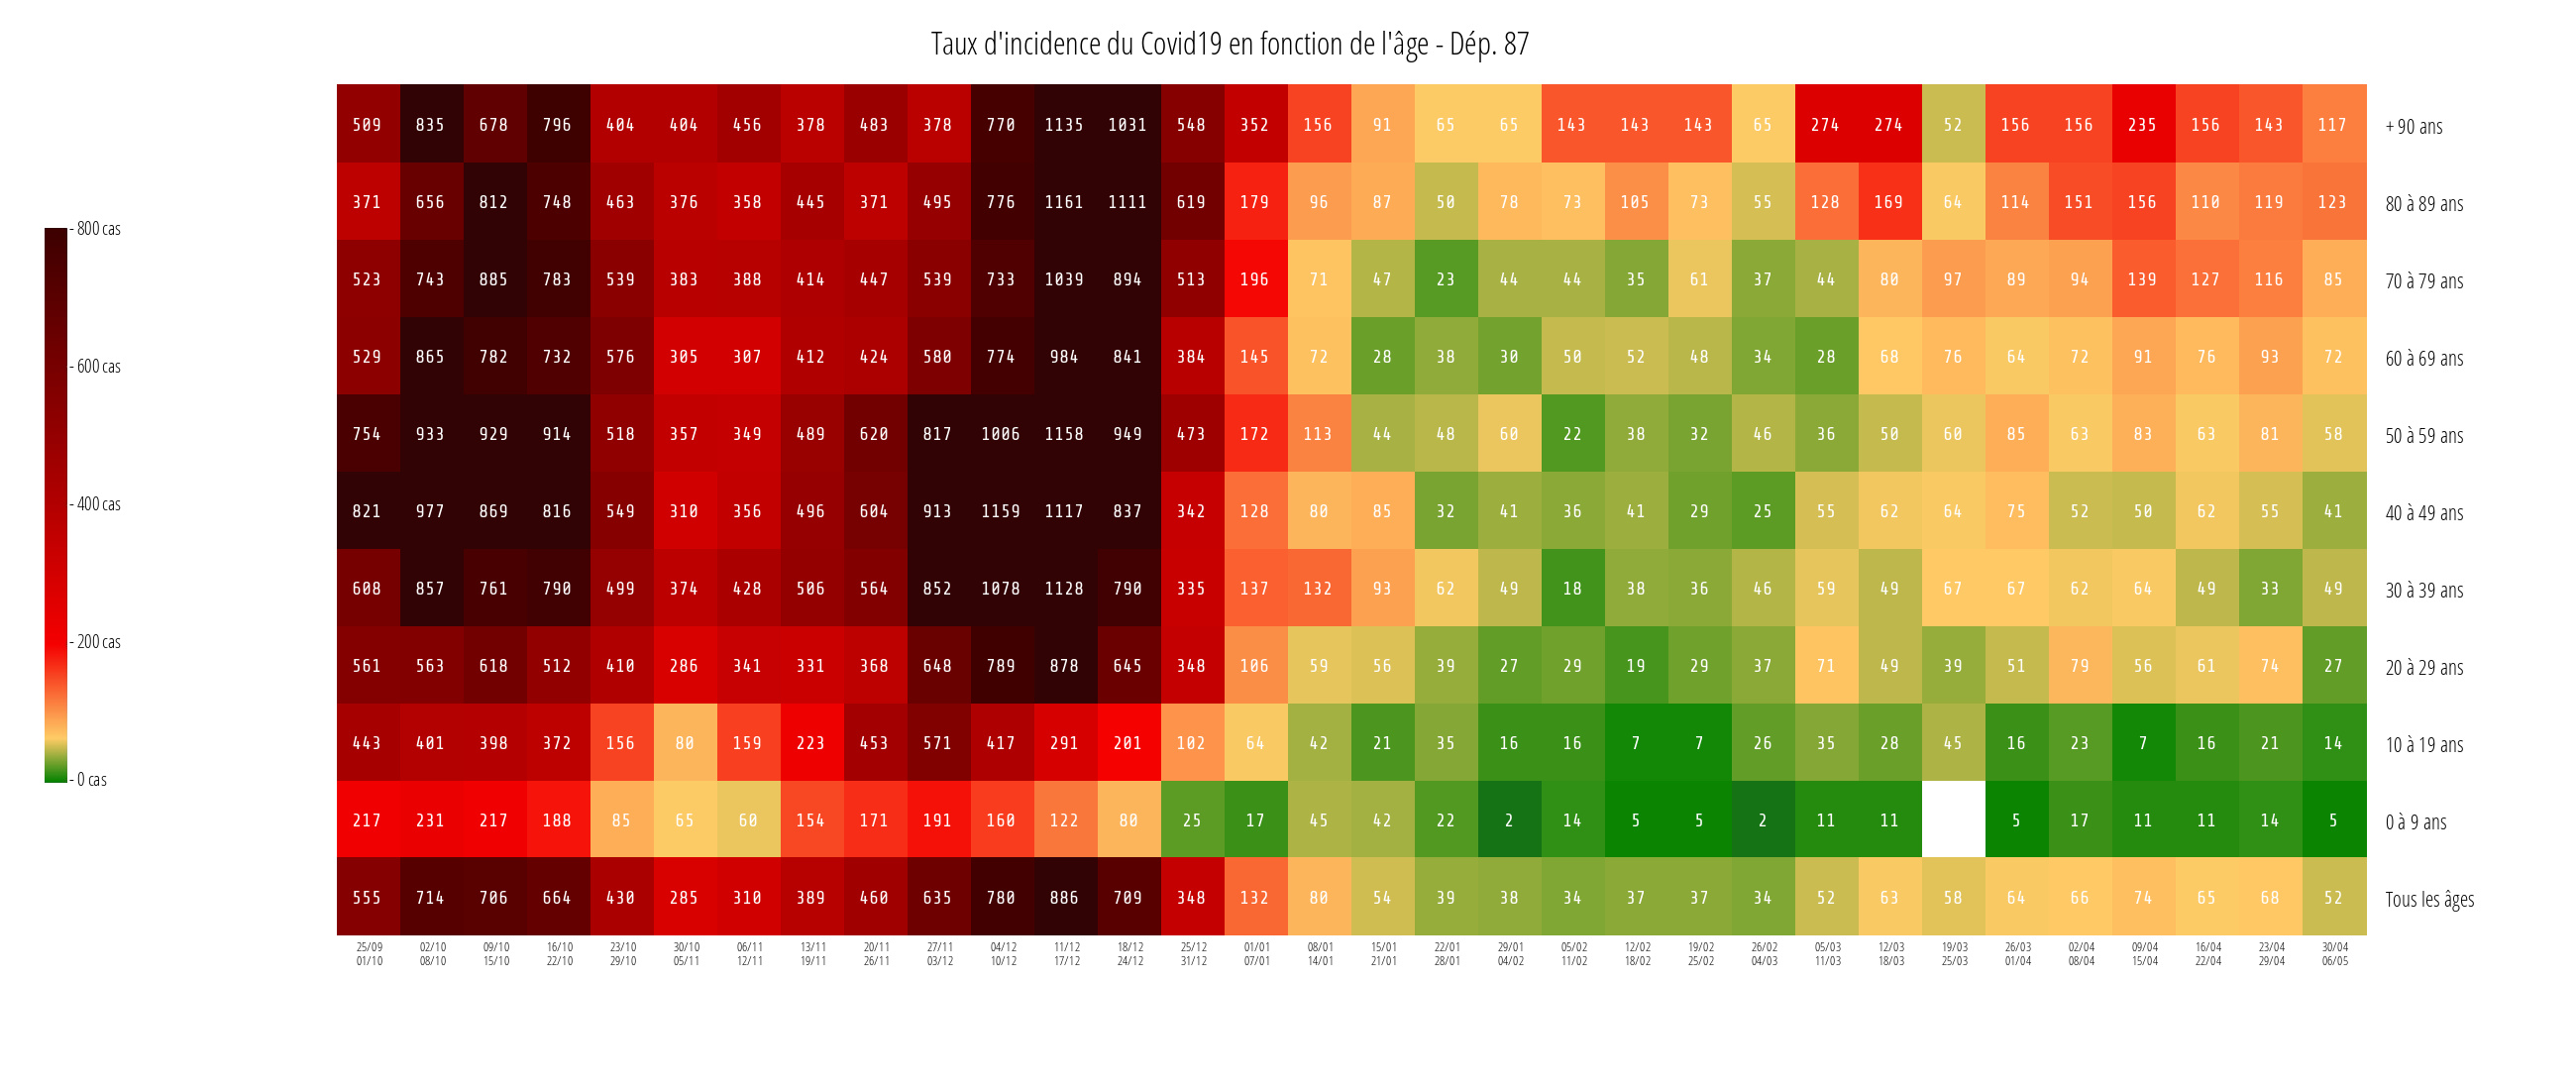 Taux d'incidence du Covid19 en fonction de l'âge - Dép. 87
509 835 678 796 404 404 456 378 483 378 770 1135 1031 548 352 156 91 65 65 143 143 143 65 274 274 52 156 156 235 156 143 117 + 90 ans
371 656 812 748 463 376 358 445 371 495 776 1161 1111 619 179 96 87 50 78 73 105 73 55 128 169 64 114 151 156 110 119 123 80 à 89 ans
- 800 cas
523 743 885 783 539 383 388 414 447 539 733 1039 894 513 196 71 47 23 44 44 35 61 37 44 80 97 89 94 139 127 116 85 70 à 79 ans
529 865 782 732 576 305 307 412 424 580 774 984 841 384 145 72 28 38 30 50 52 48 34 28 68 76 64 72 91 76 93 72 60 à 69 ans
- 600 cas
754 933 929 914 518 357 349 489 620 817 1006 1158 949 473 172 113 44 48 60 22 38 32 46 36 50 60 85 63 83 63 81 58 50 à 59 ans
- 400 cas
821 977 869 816 549 310 356 496 604 913 1159 1117 837 342 128 80 85 32 41 36 41 29 25 55 62 64 75 52 50 62 55 41 40 à 49 ans
608 857 761 790 499 374 428 506 564 852 1078 1128 790 335 137 132 93 62 49 18 38 36 46 59 49 67 67 62 64 49 33 49 30 à 39 ans
- 200 cas
561 563 618 512 410 286 341 331 368 648 789 878 645 348 106 59 56 39 27 29 19 29 37 71 49 39 51 79 56 61 74 27 20 à 29 ans
443 401 398 372 156 80 159 223 453 571 417 291 201 102 64 42 21 35 16 16 7 7 26 35 28 45 16 23 7 16 21 14 10 à 19 ans
- 0 cas
217 231 217 188 85 65 60 154 171 191 160 122 80 25 17 45 42 22 2 14 5 5 2 11 11 5 17 11 11 14 5 0 à 9 ans
555 714 706 664 430 285 310 389 460 635 780 886 709 348 132 80 54 39 38 34 37 37 34 52 63 58 64 66 74 65 68 52 Tous les âges
25/09 02/10 09/10 16/10 23/10 30/10 06/11 13/11 20/11 27/11 04/12 11/12 18/12 25/12 01/01 08/01 15/01 22/01 29/01 05/02 12/02 19/02 26/02 05/03 12/03 19/03 26/03 02/04 09/04 16/04 23/04 30/04
01/10 08/10 15/10 22/10 29/10 05/11 12/11 19/11 26/11 03/12 10/12 17/12 24/12 31/12 07/01 14/01 21/01 28/01 04/02 11/02 18/02 25/02 04/03 11/03 18/03 25/03 01/04 08/04 15/04 22/04 29/04 06/05